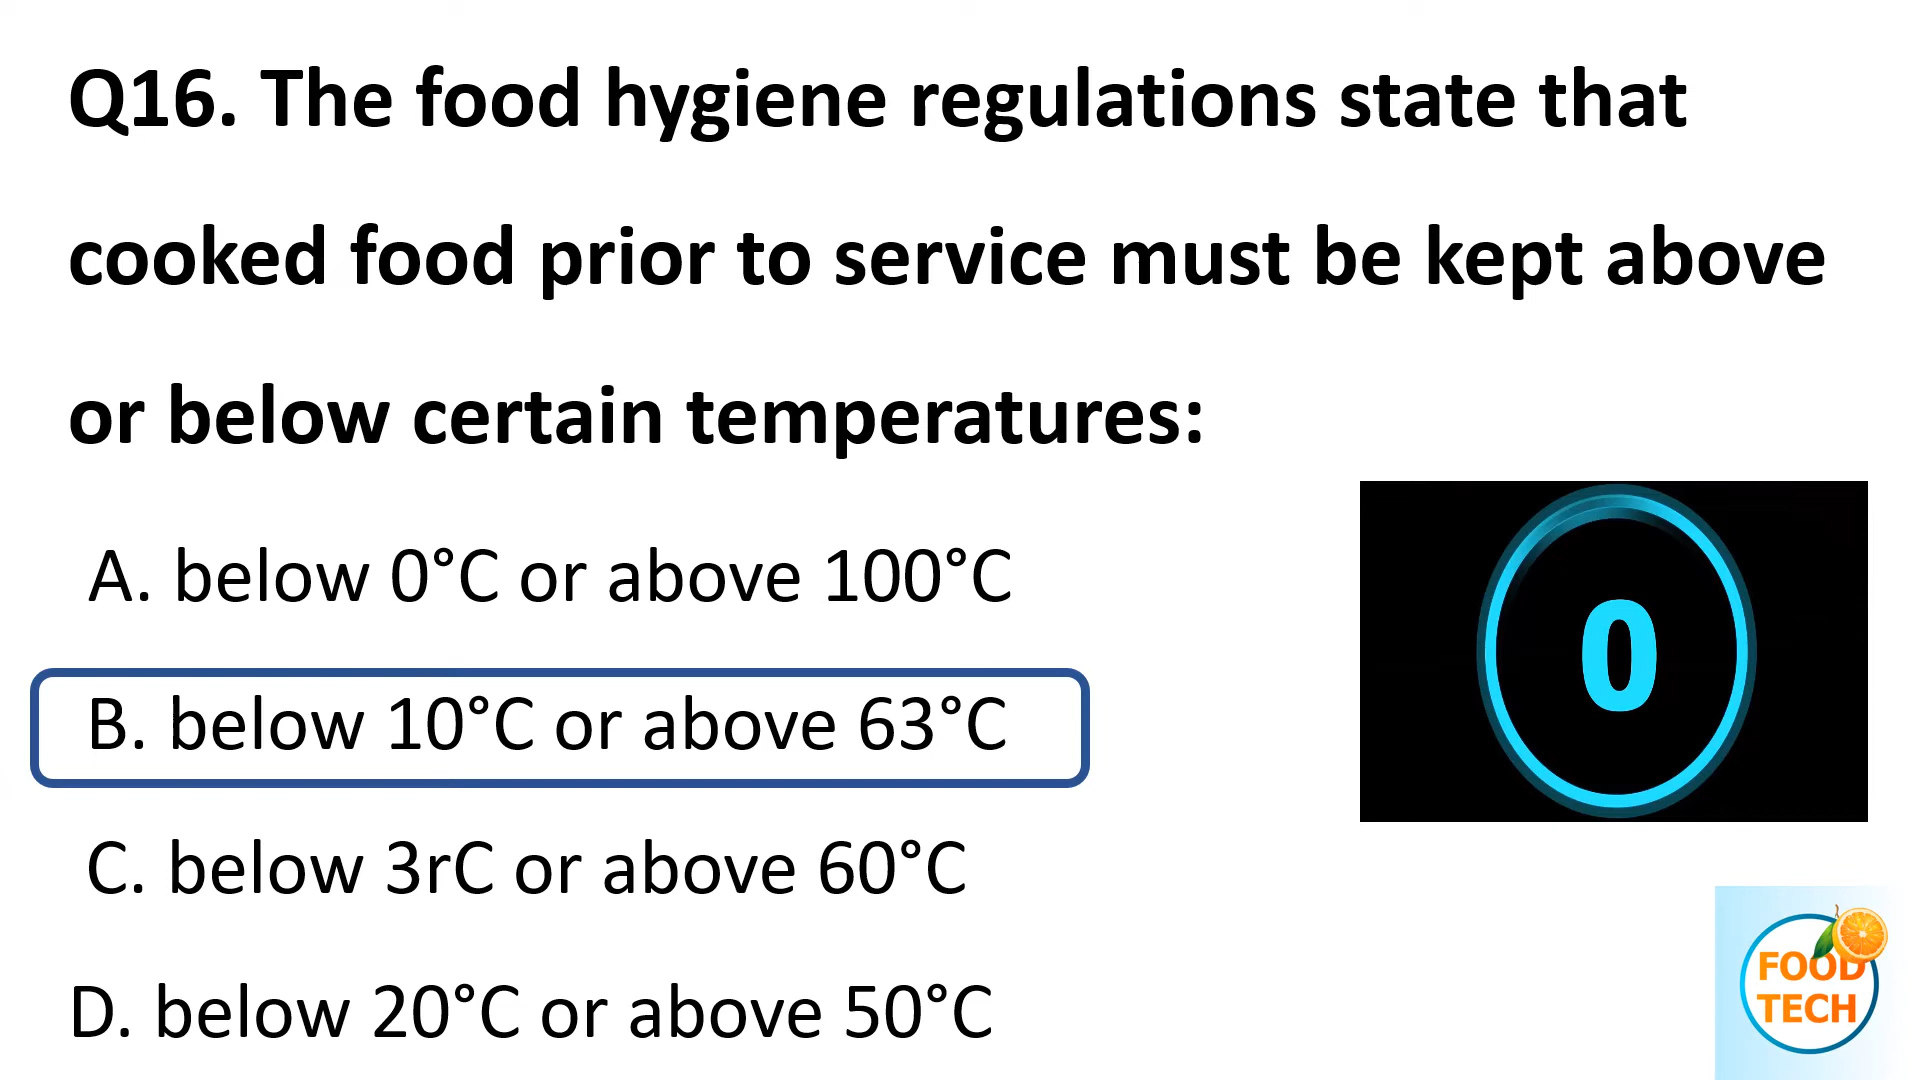 Q16. The food hygiene regulations state that
cooked food prior to service must be kept above
or below certain temperatures:
A. below 0°C or above 100°C
B. below 10°C or above 63°C
C. below 3rC or above 60°C
D. below 20°C or above 50°C
0
FOOD
TECH